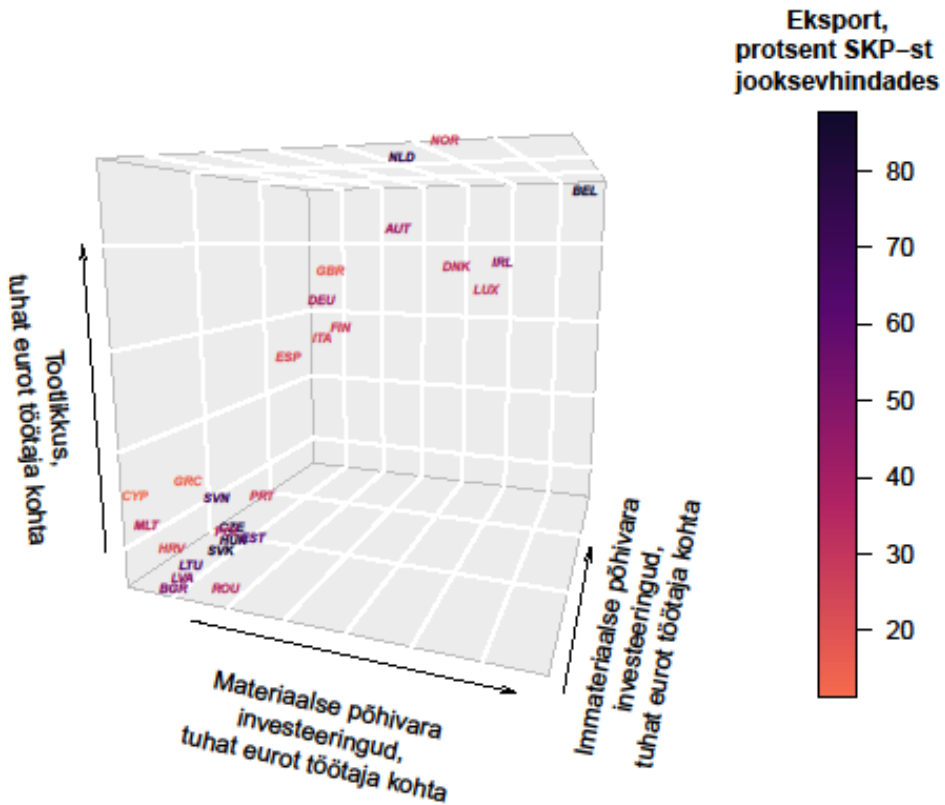 Eksport,
protsent SKP–st
jooksevhindades
80
70
60
50
40
30
20
NOR
NLD
BEL
AUT
GBR
DNK
IRL
LUX
DEU
FIN
ITA
ESP
GRC
CYP
SVN
PRT
MLT
CZE
HUN
EST
HRV
SVK
LTU
LVA
BGR
ROU
Tootlikkus,
tuhat eurot töötaja kohta
Materiaalse põhivara
investeeringud,
tuhat eurot töötaja kohta
Immateriaalse põhivara
investeeringud,
tuhat eurot töötaja kohta